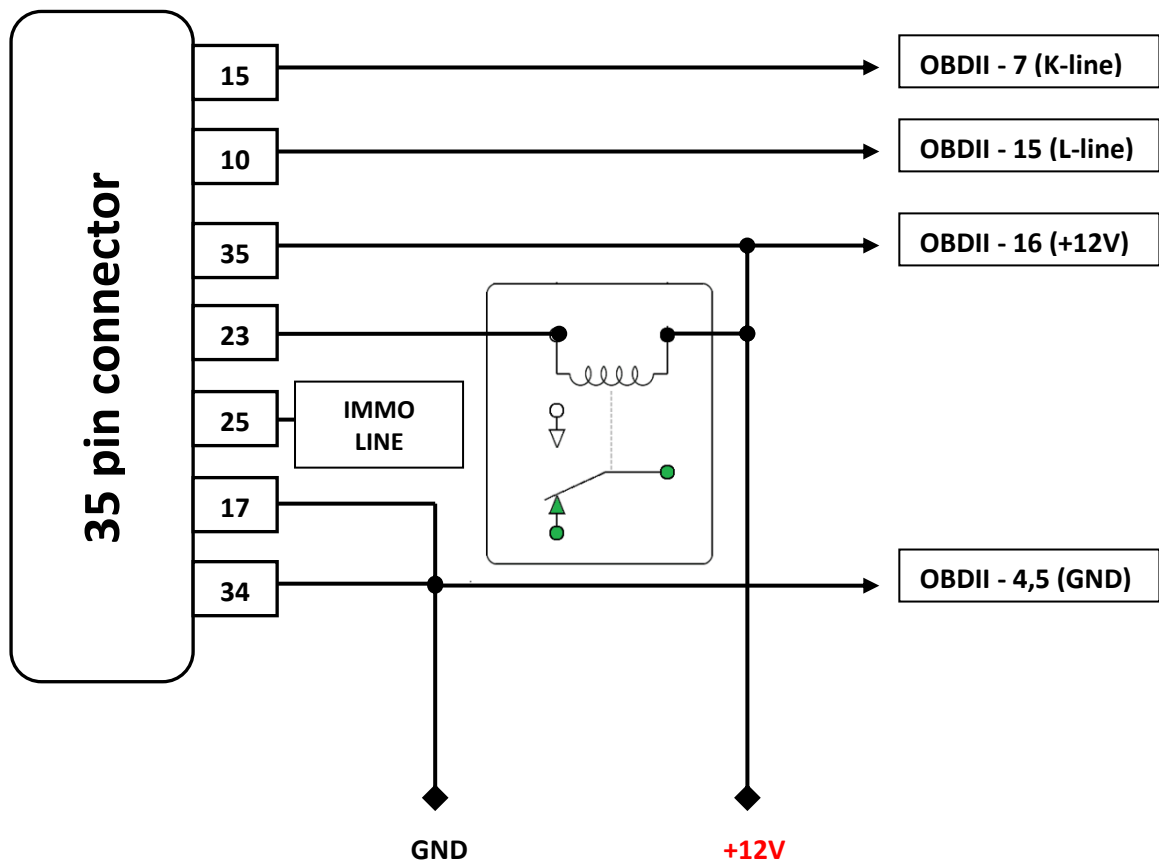 35 pin connector
15
OBDII - 7 (K-line)
10
OBDII - 15 (L-line)
35
OBDII - 16 (+12V)
23
25
IMMO
LINE
17
34
OBDII - 4,5 (GND)
GND
+12V